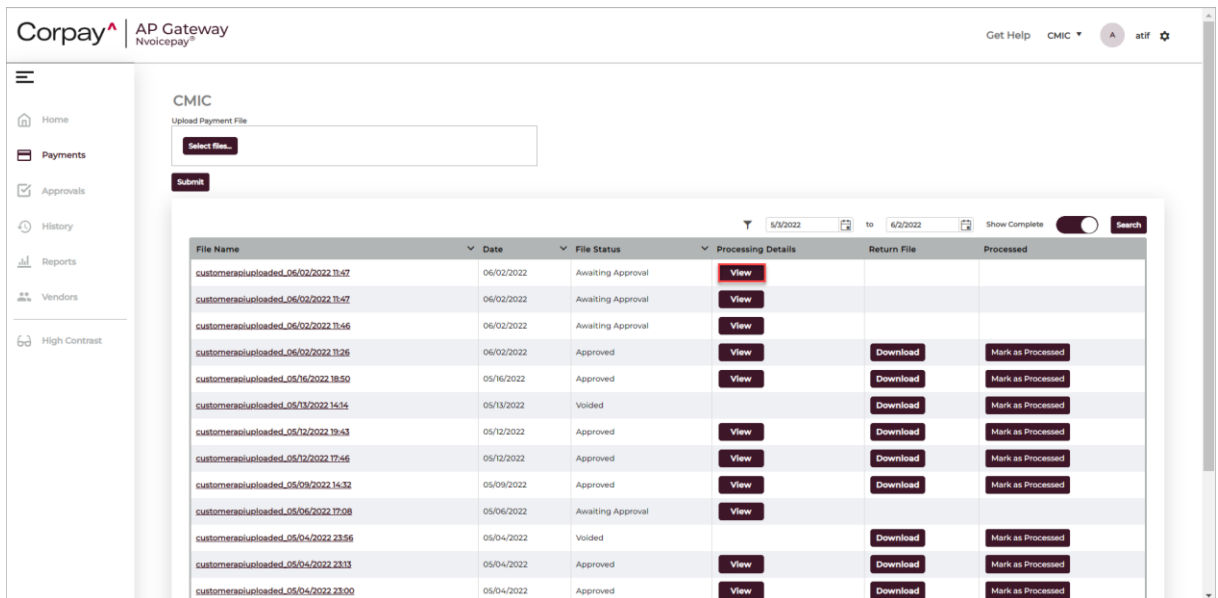 Corpay^ AP Gateway
Nvoicepay®
Get Help CMIC A atif
Home
Payments
Approvals
History
Reports
Vendors
High Contrast
CMIC
Upload Payment File
Select files...
Submit
5/3/2022 to 6/2/2022 Show Complete Search
File Name Date File Status Processing Details Return File Processed
customerapiuploaded_06/02/2022 11:47 06/02/2022 Awaiting Approval View
customerapiuploaded_06/02/2022 11:47 06/02/2022 Awaiting Approval View
customerapiuploaded_06/02/2022 11:46 06/02/2022 Awaiting Approval View
customerapiuploaded_06/02/2022 11:26 06/02/2022 Approved View Download Mark as Processed
customerapiuploaded_05/16/2022 18:50 05/16/2022 Approved View Download Mark as Processed
customerapiuploaded_05/13/2022 14:14 05/13/2022 Voided Download Mark as Processed
customerapiuploaded_05/12/2022 19:43 05/12/2022 Approved View Download Mark as Processed
customerapiuploaded_05/12/2022 17:46 05/12/2022 Approved View Download Mark as Processed
customerapiuploaded_05/09/2022 14:32 05/09/2022 Approved View Download Mark as Processed
customerapiuploaded_05/06/2022 17:08 05/06/2022 Awaiting Approval View
customerapiuploaded_05/04/2022 23:56 05/04/2022 Voided Download Mark as Processed
customerapiuploaded_05/04/2022 23:13 05/04/2022 Approved View Download Mark as Processed
customerapiuploaded_05/04/2022 23:00 05/04/2022 Approved View Download Mark as Processed